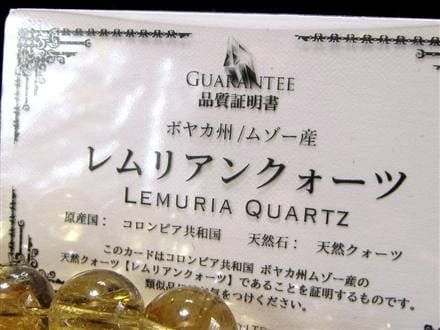 GUARANTEE
品質証明書
ボヤカ州/ムゾー産
レムリアンクォーツ
LEMURIA QUARTZ
原産国： コロンビア共和国 天然石： 天然クォーツ
このカードはコロンビア共和国 ボヤカ州ムゾー産の
天然クォーツ【レムリアンクォーツ】であることを証明するものです。
類似品に気をつけください。